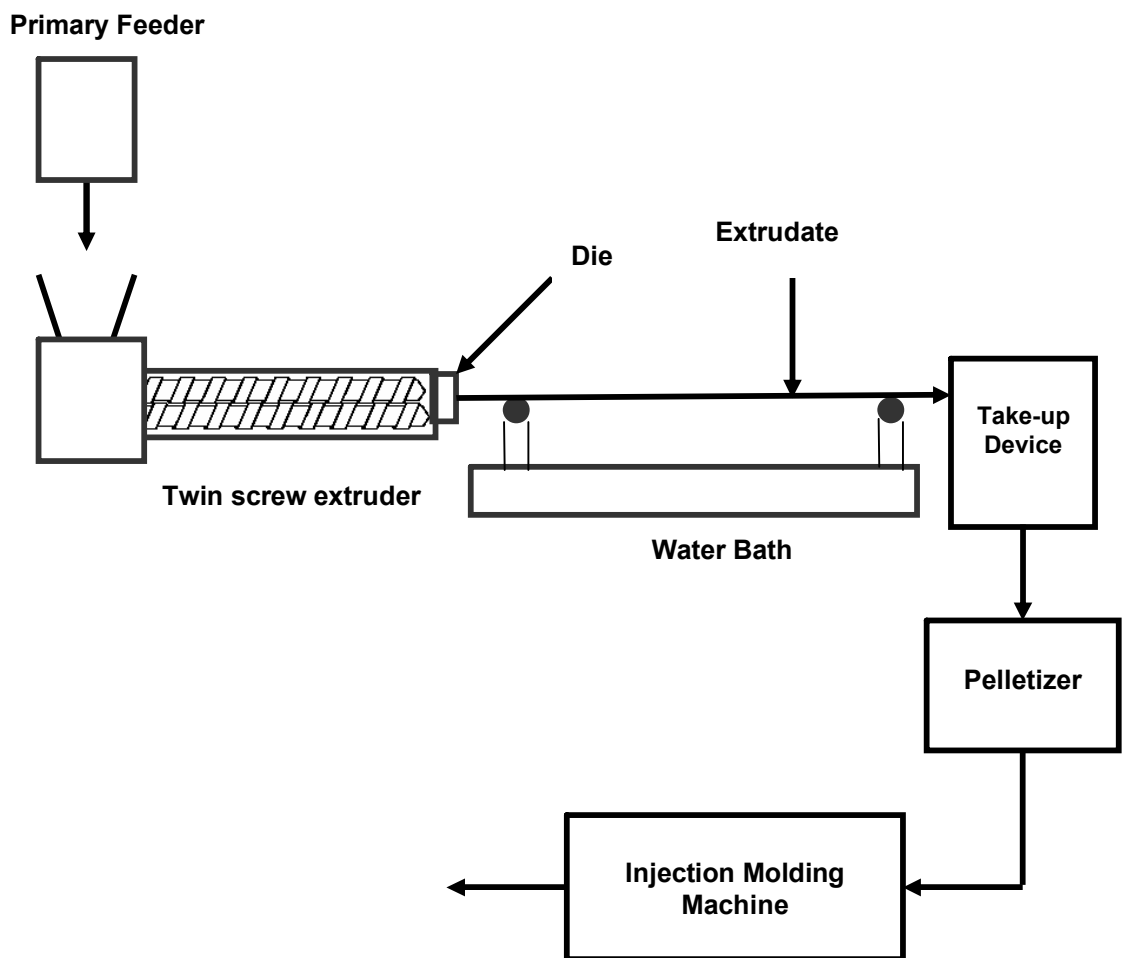 Primary Feeder
Extrudate
Die
Take-up
Device
Twin screw extruder
Water Bath
Pelletizer
Injection Molding
Machine